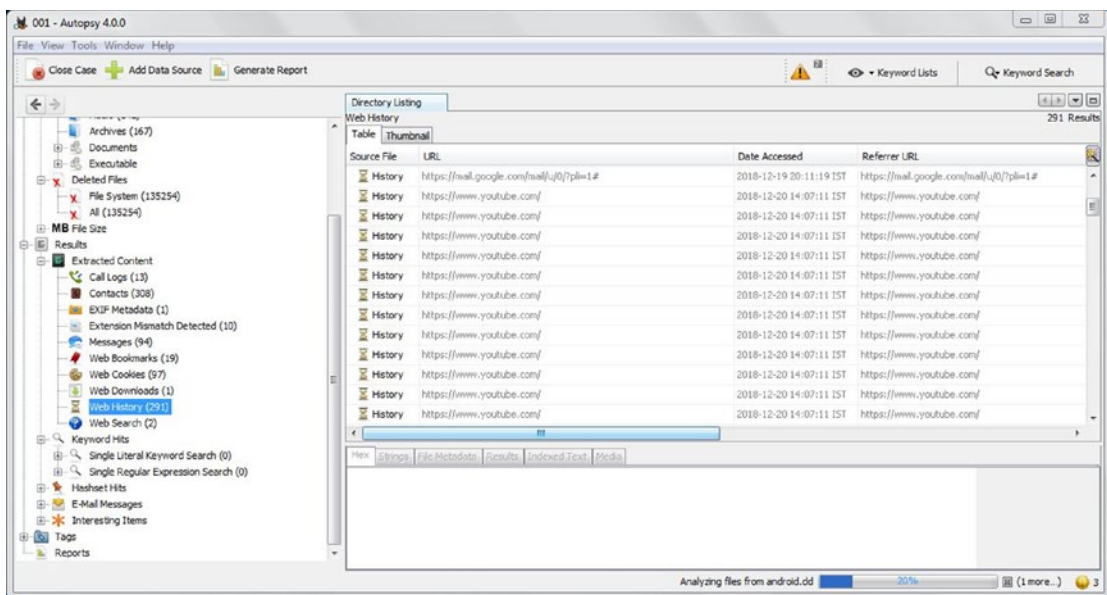 001 - Autopsy 4.0.0
File View Tools Window Help
Close Case Add Data Source Generate Report Keyword Lists Keyword Search
Archives (167)
Documents
Executable
Deleted Files
File System (135254)
All (135254)
MB File Size
Results
Extracted Content
Call Logs (13)
Contacts (308)
EXIF Metadata (1)
Extension Mismatch Detected (10)
Messages (94)
Web Bookmarks (19)
Web Cookies (97)
Web Downloads (1)
Web History (291)
Web Search (2)
Keyword Hits
Single Literal Keyword Search (0)
Single Regular Expression Search (0)
Hashset Hits
E-Mail Messages
Interesting Items
Tags
Reports
Directory Listing
Web History 291 Results
Table Thumbnail
Source File URL Date Accessed Referrer URL
History https://mail.google.com/mail/u/0/?pli=1# 2018-12-19 20:11:19 IST https://mail.google.com/mail/u/0/?pli=1#
History https://www.youtube.com/ 2018-12-20 14:07:11 IST https://www.youtube.com/
History https://www.youtube.com/ 2018-12-20 14:07:11 IST https://www.youtube.com/
History https://www.youtube.com/ 2018-12-20 14:07:11 IST https://www.youtube.com/
History https://www.youtube.com/ 2018-12-20 14:07:11 IST https://www.youtube.com/
History https://www.youtube.com/ 2018-12-20 14:07:11 IST https://www.youtube.com/
History https://www.youtube.com/ 2018-12-20 14:07:11 IST https://www.youtube.com/
History https://www.youtube.com/ 2018-12-20 14:07:11 IST https://www.youtube.com/
History https://www.youtube.com/ 2018-12-20 14:07:11 IST https://www.youtube.com/
History https://www.youtube.com/ 2018-12-20 14:07:11 IST https://www.youtube.com/
History https://www.youtube.com/ 2018-12-20 14:07:11 IST https://www.youtube.com/
History https://www.youtube.com/ 2018-12-20 14:07:11 IST https://www.youtube.com/
History https://www.youtube.com/ 2018-12-20 14:07:11 IST https://www.youtube.com/
Hex Strings File Metadata Results Indexed Text Media
Analyzing files from android.dd 20% (1 more...) 3